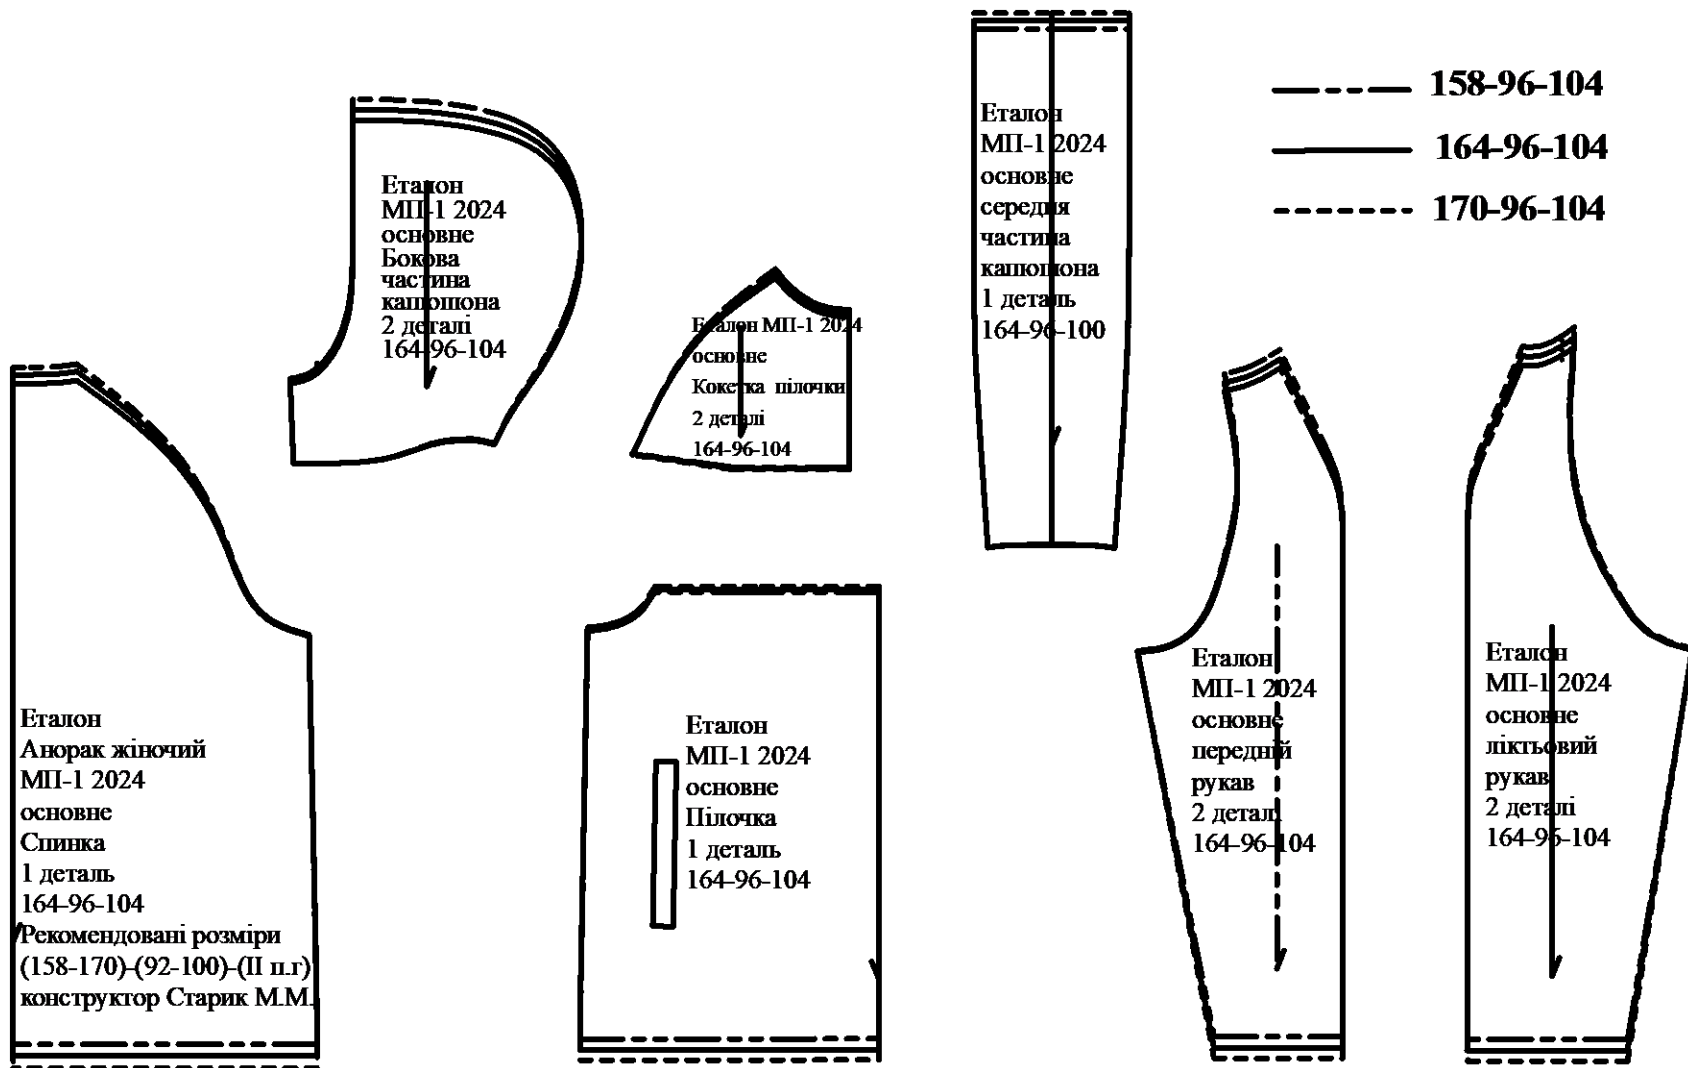 Еталон
МП-1 2024
основне
Бокова
частина
капюшона
2 деталі
164-96-104
Еталон МП-1 2024
основне
Кокетка пілочки
2 деталі
164-96-104
Еталон
МП-1 2024
основне
середня
частина
капюшона
1 деталь
164-96-100
158-96-104
164-96-104
170-96-104
Еталон
Анорак жіночий
МП-1 2024
основне
Спинка
1 деталь
164-96-104
Рекомендовані розміри
(158-170)-(92-100)-(II п.г)
конструктор Старик М.М.
Еталон
МП-1 2024
основне
Пілочка
1 деталь
164-96-104
Еталон
МП-1 2024
основне
передній
рукав
2 деталі
164-96-104
Еталон
МП-1 2024
основне
ліктьовий
рукав
2 деталі
164-96-104